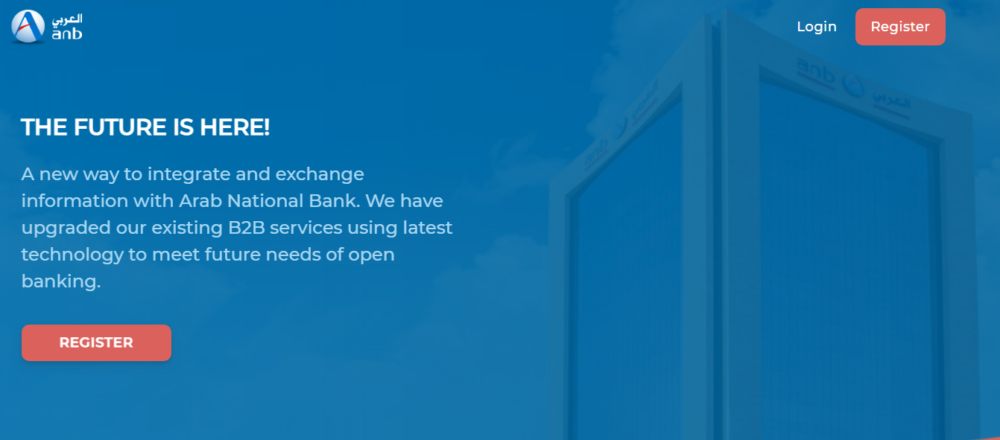 العربي
anb
Login
Register
THE FUTURE IS HERE!
A new way to integrate and exchange
information with Arab National Bank. We have
upgraded our existing B2B services using latest
technology to meet future needs of open
banking.
REGISTER
anb العربي
anb